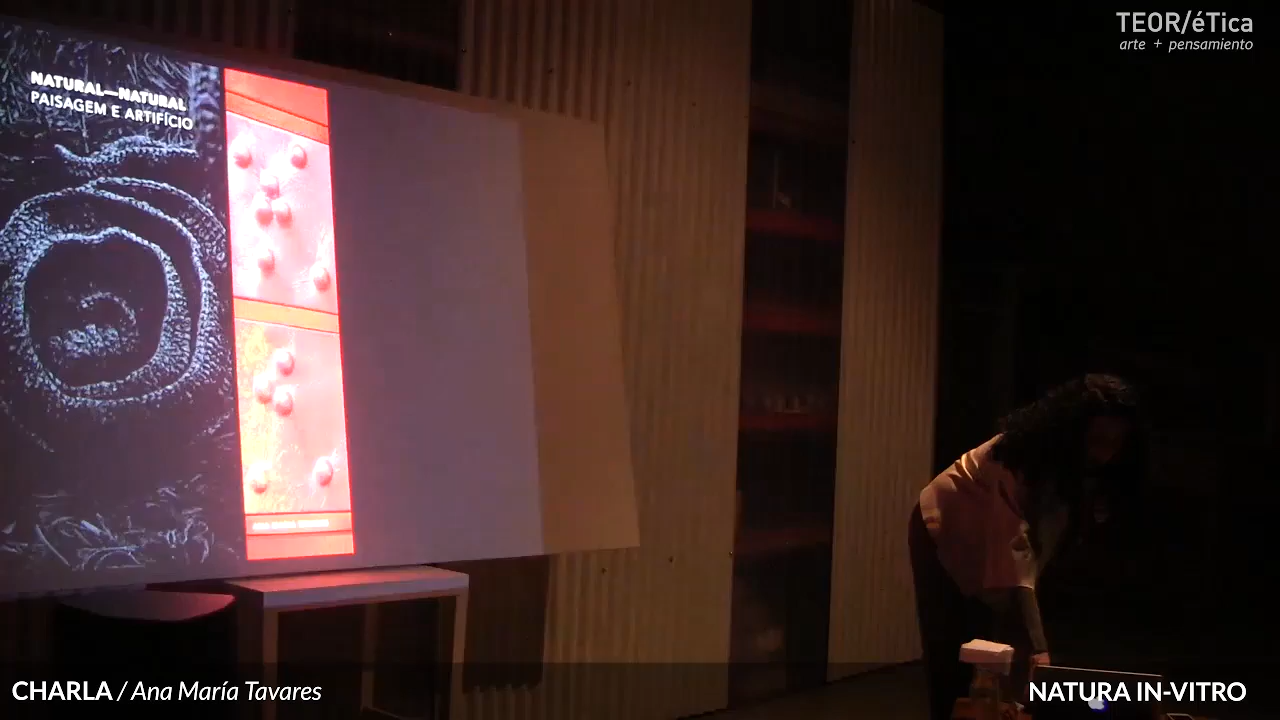 TEOR/éTica
arte + pensamiento
NATURAL—NATURAL
PAISAGEM E ARTIFÍCIO
CHARLA / Ana María Tavares
NATURA IN-VITRO